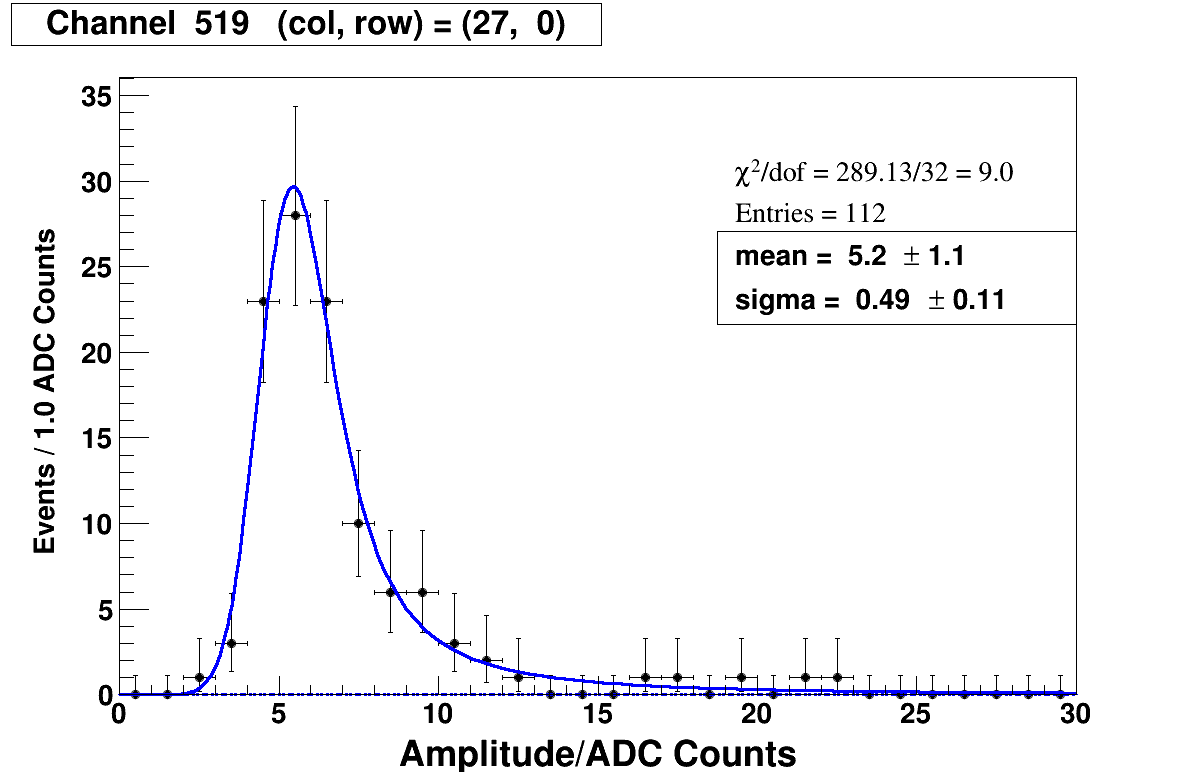 Channel 519 (col, row) = (27, 0)
35
30
25
20
15
10
5
0
Events / 1.0 ADC Counts
χ²/dof = 289.13/32 = 9.0
Entries = 112
mean = 5.2 ± 1.1
sigma = 0.49 ± 0.11
0 5 10 15 20 25 30
Amplitude/ADC Counts